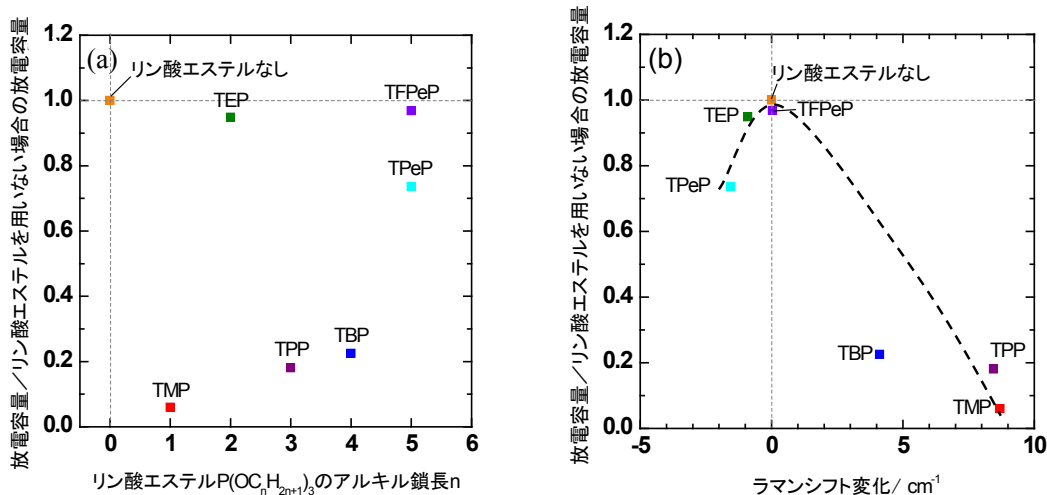 放電容量／リン酸エステルを用いない場合の放電容量
1.2
1.0
0.8
0.6
0.4
0.2
0.0
(a)
リン酸エステルなし
TEP
TFPeP
TPeP
TPP
TBP
TMP
0 1 2 3 4 5 6
リン酸エステルP(OCnH2n+1)3のアルキル鎖長n
放電容量／リン酸エステルを用いない場合の放電容量
1.2
1.0
0.8
0.6
0.4
0.2
0.0
(b)
リン酸エステルなし
TEP
TFPeP
TPeP
TBP
TPP
TMP
-5 0 5 10
ラマンシフト変化/ cm-1